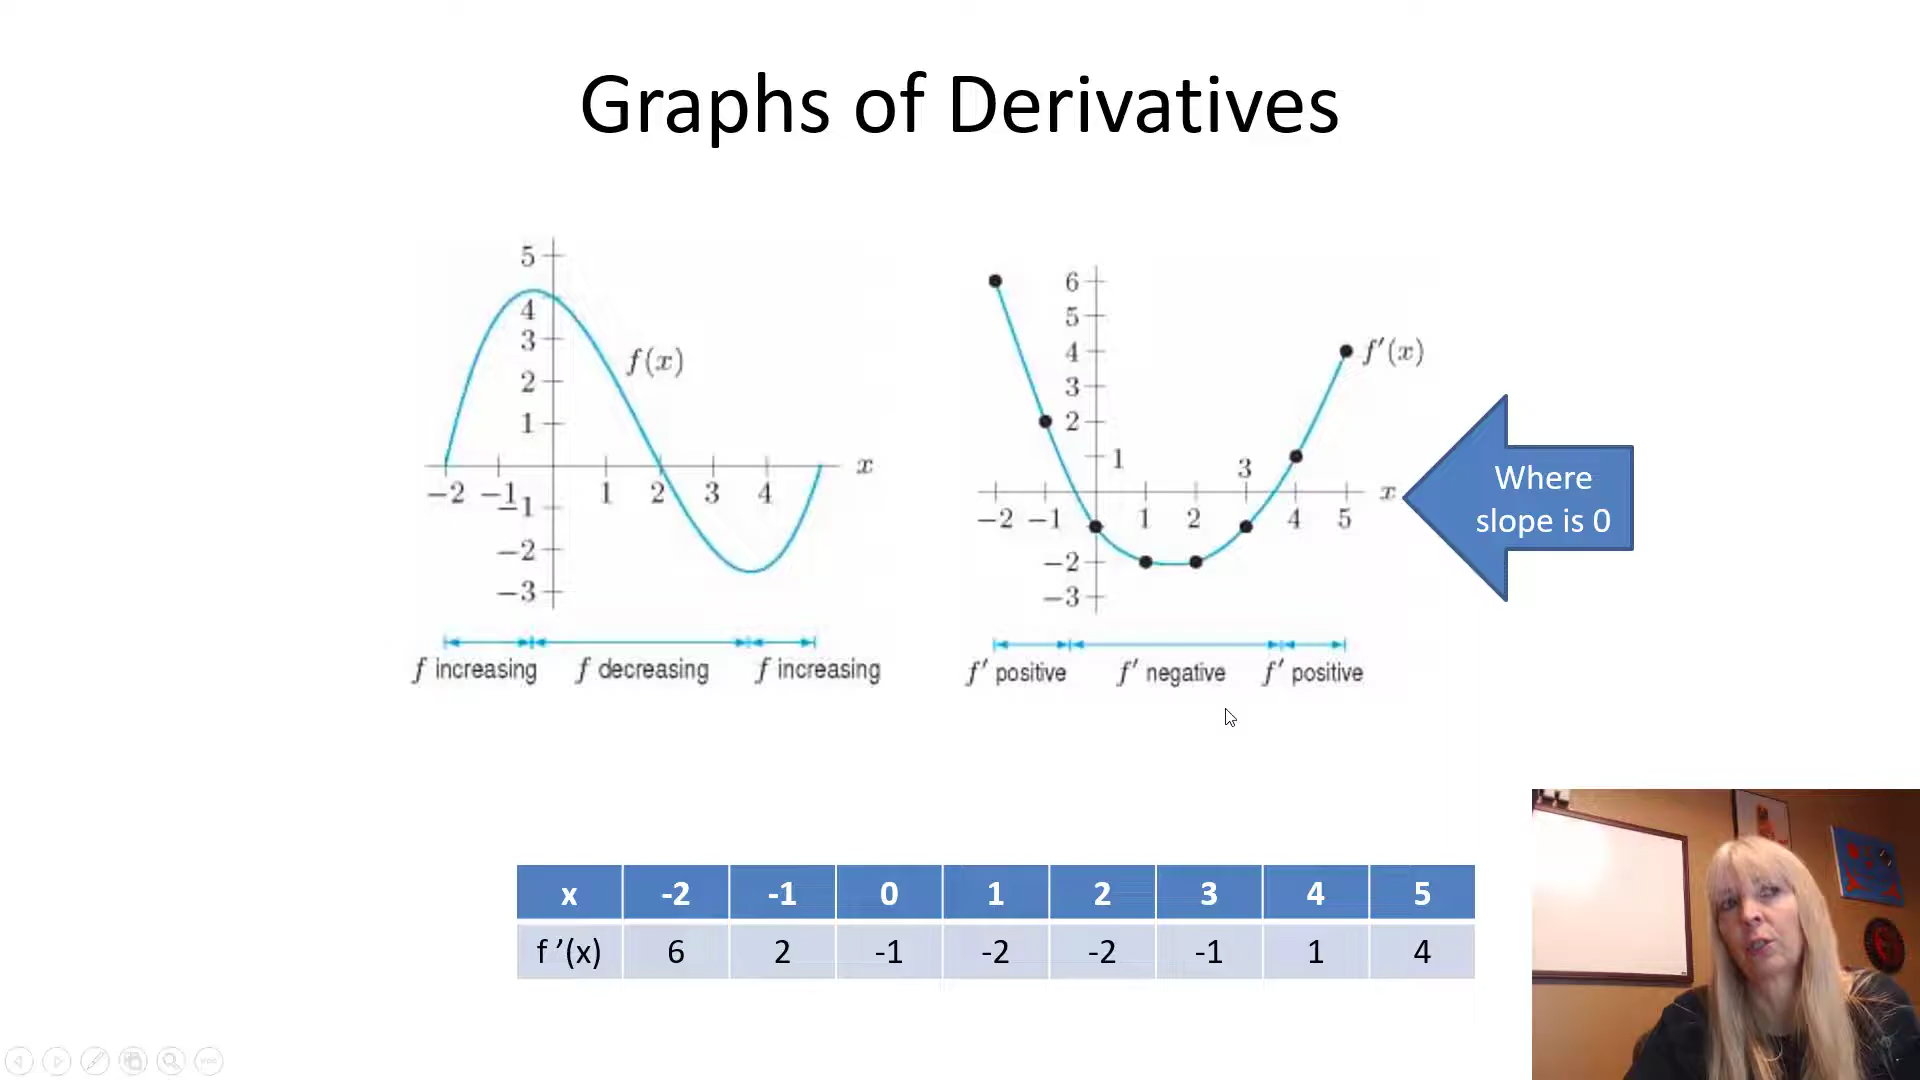 Graphs of Derivatives
5
4
3
2
1
f(x)
x
−2 −1 1 2 3 4
−1
−2
−3
f increasing f decreasing f increasing
6
5
4
3
2
1
f′(x)
3
x
−2 −1 1 2 4 5
−2
−3
f′ positive f′ negative f′ positive
Where
slope is 0
x -2 -1 0 1 2 3 4 5
f ’(x) 6 2 -1 -2 -2 -1 1 4